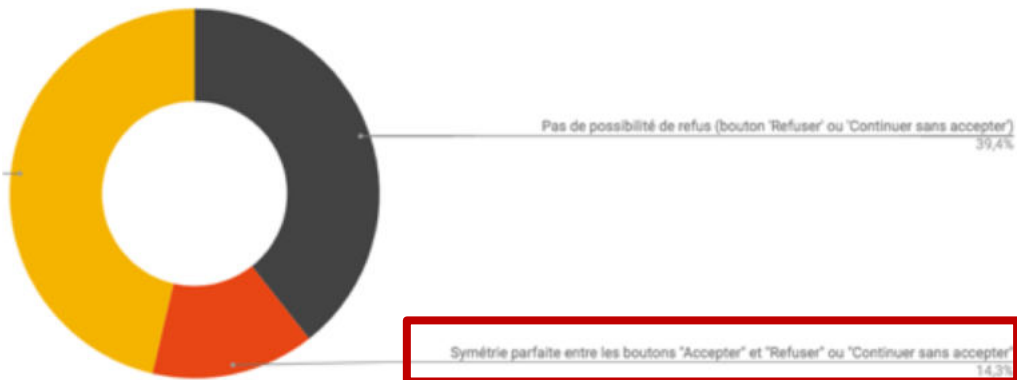 Pas de possibilité de refus (bouton 'Refuser' ou 'Continuer sans accepter')
39,4%
Symétrie parfaite entre les boutons "Accepter" et "Refuser" ou "Continuer sans accepter"
14,3%